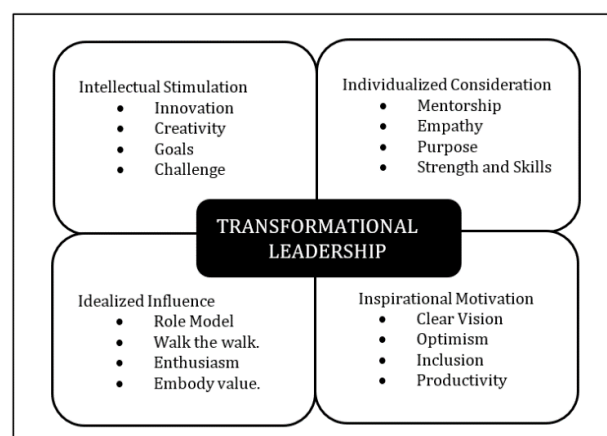 Intellectual Stimulation
• Innovation
• Creativity
• Goals
• Challenge
Individualized Consideration
• Mentorship
• Empathy
• Purpose
• Strength and Skills
TRANSFORMATIONAL
LEADERSHIP
Idealized Influence
• Role Model
• Walk the walk.
• Enthusiasm
• Embody value.
Inspirational Motivation
• Clear Vision
• Optimism
• Inclusion
• Productivity